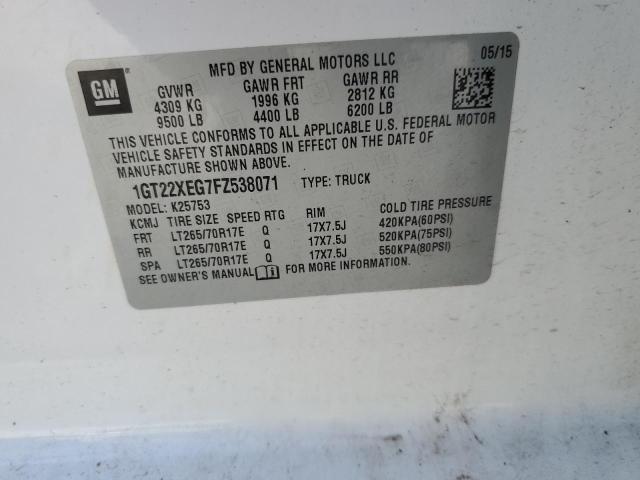 GM
MFD BY GENERAL MOTORS LLC 05/15
GVWR GAWR FRT GAWR RR
4309 KG 1996 KG 2812 KG
9500 LB 4400 LB 6200 LB
THIS VEHICLE CONFORMS TO ALL APPLICABLE U.S. FEDERAL MOTOR
VEHICLE SAFETY STANDARDS IN EFFECT ON THE DATE OF
MANUFACTURE SHOWN ABOVE.
1GT22XEG7FZ538071 TYPE: TRUCK
MODEL: K25753
KCMJ TIRE SIZE SPEED RTG RIM COLD TIRE PRESSURE
FRT LT265/70R17E Q 17X7.5J 420KPA(60PSI)
RR LT265/70R17E Q 17X7.5J 520KPA(75PSI)
SPA LT265/70R17E Q 17X7.5J 550KPA(80PSI)
SEE OWNER'S MANUAL FOR MORE INFORMATION.